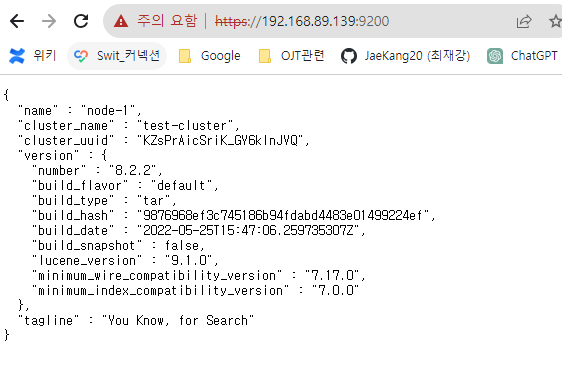 주의 요함 https://192.168.89.139:9200
위키 Swit_커넥션 Google OJT관련 JaeKang20 (최재강) ChatGPT
{
"name" : "node-1",
"cluster_name" : "test-cluster",
"cluster_uuid" : "KZsPrAicSriK_GY6kInJVQ",
"version" : {
"number" : "8.2.2",
"build_flavor" : "default",
"build_type" : "tar",
"build_hash" : "9876968ef3c745186b94fdabd4483e01499224ef",
"build_date" : "2022-05-25T15:47:06.259735307Z",
"build_snapshot" : false,
"lucene_version" : "9.1.0",
"minimum_wire_compatibility_version" : "7.17.0",
"minimum_index_compatibility_version" : "7.0.0"
},
"tagline" : "You Know, for Search"
}